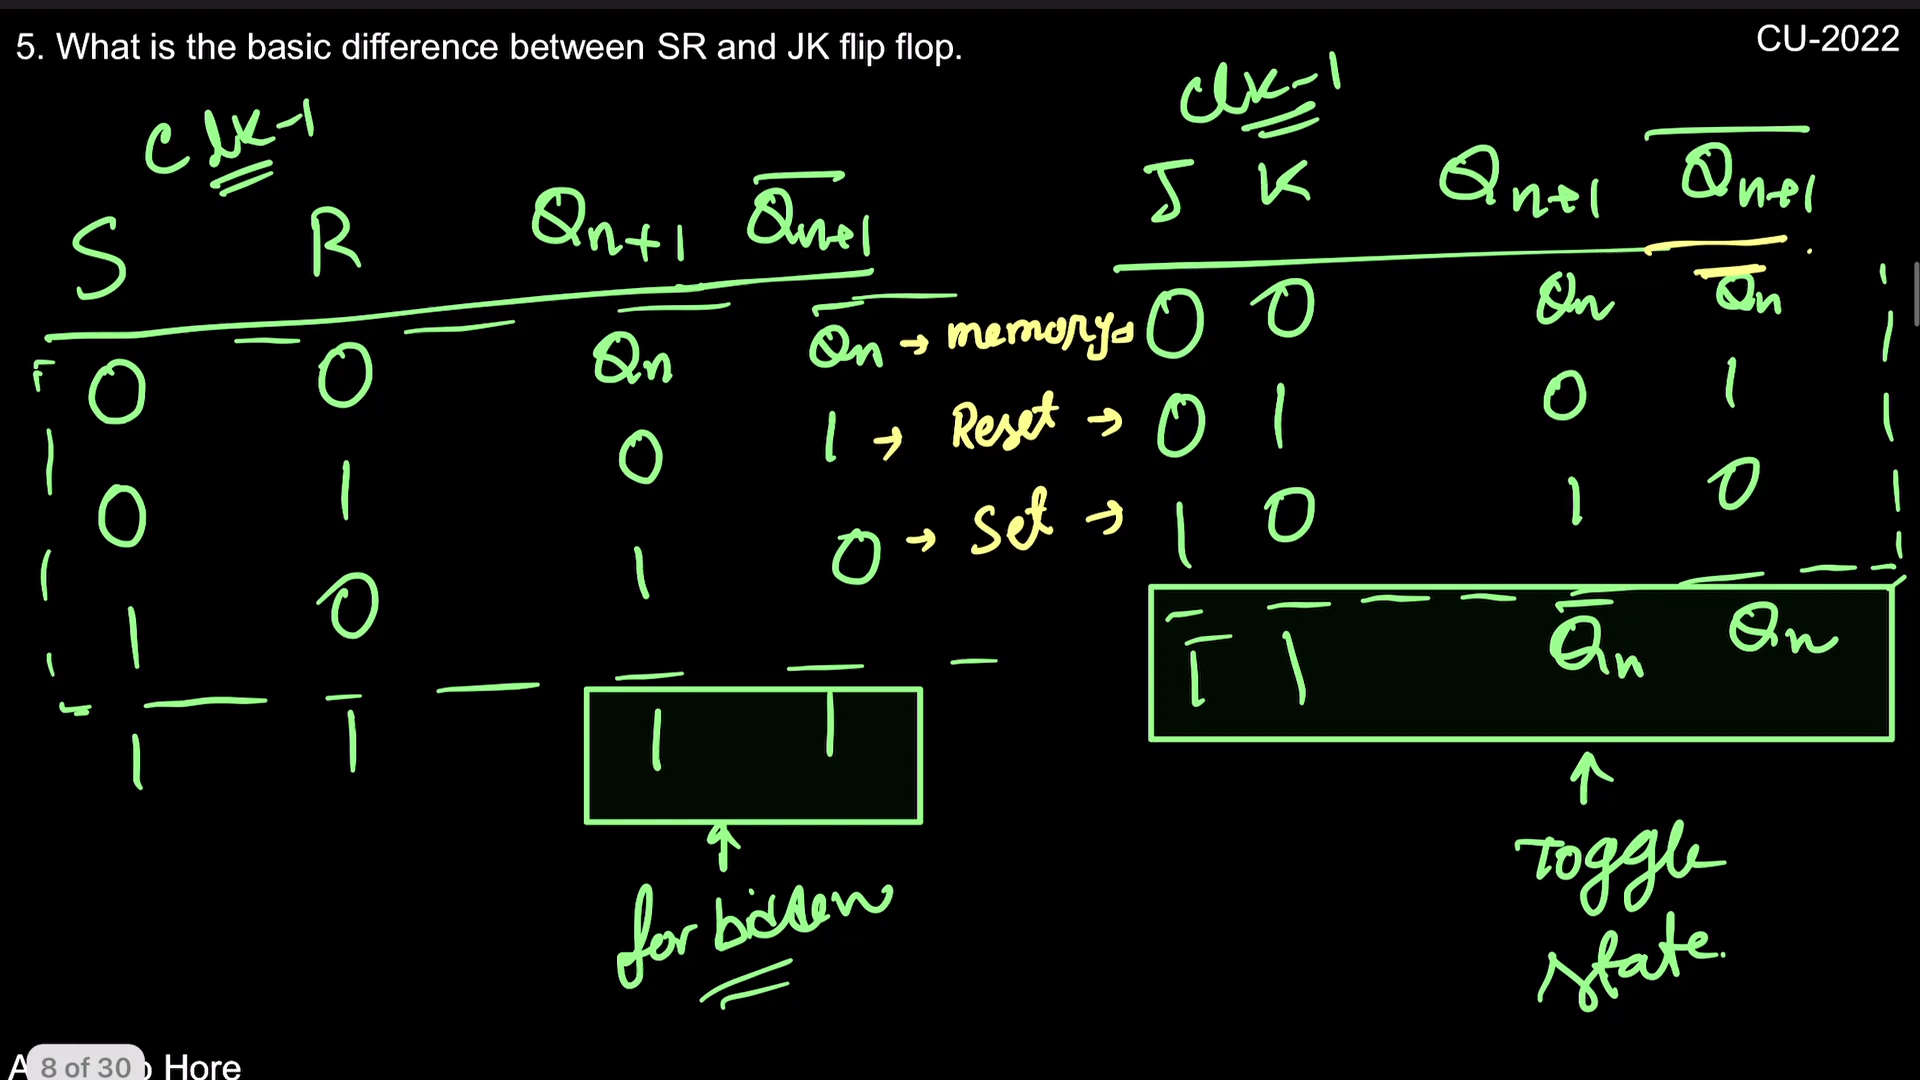 5. What is the basic difference between SR and JK flip flop.
CU-2022
Clk-1
S R Qn+1 Q̅n+1
0 0 Qn Q̅n → memory
0 1 0 1 → Reset →
1 0 1 0 → Set →
1 1 1 1
↑
forbidden
Clk-1
J K Qn+1 Q̅n+1
0 0 Qn Q̅n
0 1 0 1
1 0 1 0
1 1 Q̅n Qn
↑
Toggle
state.
8 of 30
Hore